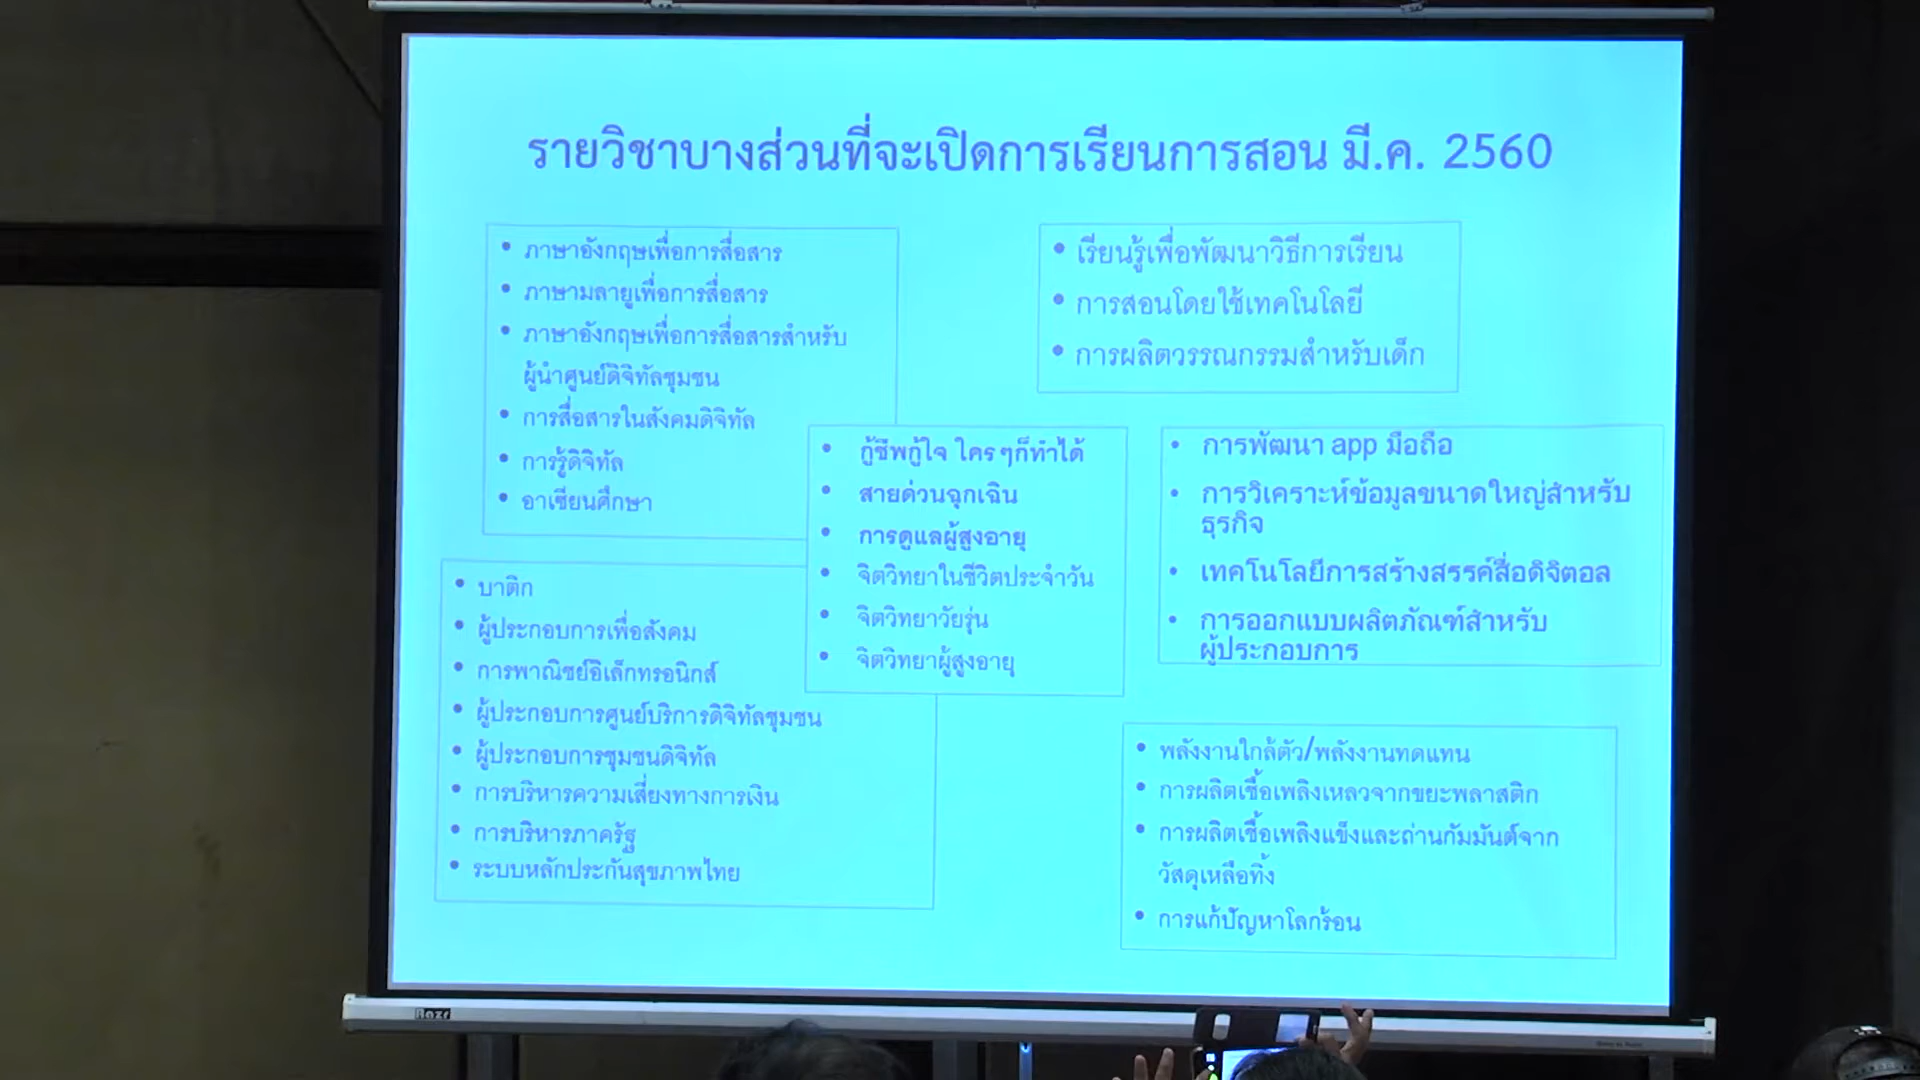 รายวิชาบางส่วนที่จะเปิดการเรียนการสอน มี.ค. 2560
• ภาษาอังกฤษเพื่อการสื่อสาร
• ภาษามลายูเพื่อการสื่อสาร
• ภาษาอังกฤษเพื่อการสื่อสารสำหรับ
ผู้นำศูนย์ดิจิทัลชุมชน
• การสื่อสารในสังคมดิจิทัล
• การรู้ดิจิทัล
• อาเซียนศึกษา
• เรียนรู้เพื่อพัฒนาวิธีการเรียน
• การสอนโดยใช้เทคโนโลยี
• การผลิตวรรณกรรมสำหรับเด็ก
• กู้ชีพกู้ใจ ใครๆก็ทำได้
• สายด่วนฉุกเฉิน
• การดูแลผู้สูงอายุ
• จิตวิทยาในชีวิตประจำวัน
• จิตวิทยาวัยรุ่น
• จิตวิทยาผู้สูงอายุ
• การพัฒนา app มือถือ
• การวิเคราะห์ข้อมูลขนาดใหญ่สำหรับ
ธุรกิจ
• เทคโนโลยีการสร้างสรรค์สื่อดิจิตอล
• การออกแบบผลิตภัณฑ์สำหรับ
ผู้ประกอบการ
• บาติก
• ผู้ประกอบการเพื่อสังคม
• การพาณิชย์อิเล็กทรอนิกส์
• ผู้ประกอบการศูนย์บริการดิจิทัลชุมชน
• ผู้ประกอบการชุมชนดิจิทัล
• การบริหารความเสี่ยงทางการเงิน
• การบริหารภาครัฐ
• ระบบหลักประกันสุขภาพไทย
• พลังงานใกล้ตัว/พลังงานทดแทน
• การผลิตเชื้อเพลิงเหลวจากขยะพลาสติก
• การผลิตเชื้อเพลิงแข็งและถ่านกัมมันต์จาก
วัสดุเหลือทิ้ง
• การแก้ปัญหาโลกร้อน